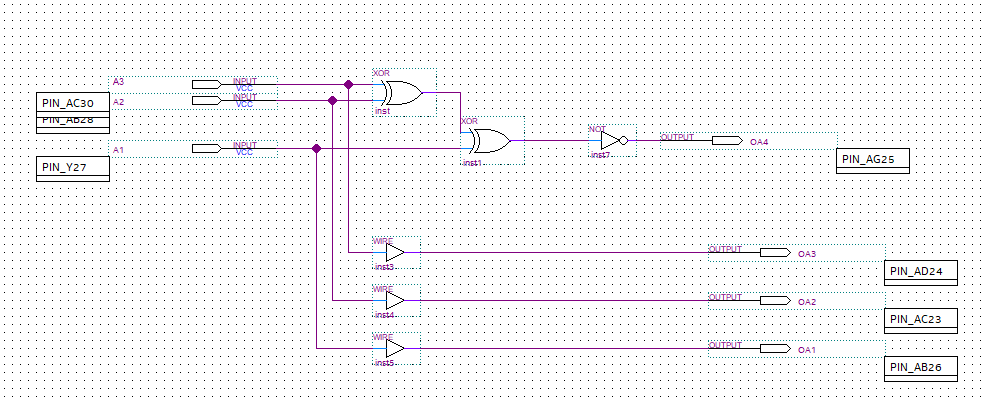 XOR
A3 INPUT
VCC
PIN_AC30
A2 INPUT
VCC
inst
PIN_AB28
XOR
NOT
OUTPUT OA4
A1 INPUT
VCC
inst1
inst7
PIN_AG25
PIN_Y27
WIRE
OUTPUT OA3
inst3
PIN_AD24
WIRE
OUTPUT OA2
inst4
PIN_AC23
WIRE
OUTPUT OA1
inst5
PIN_AB26